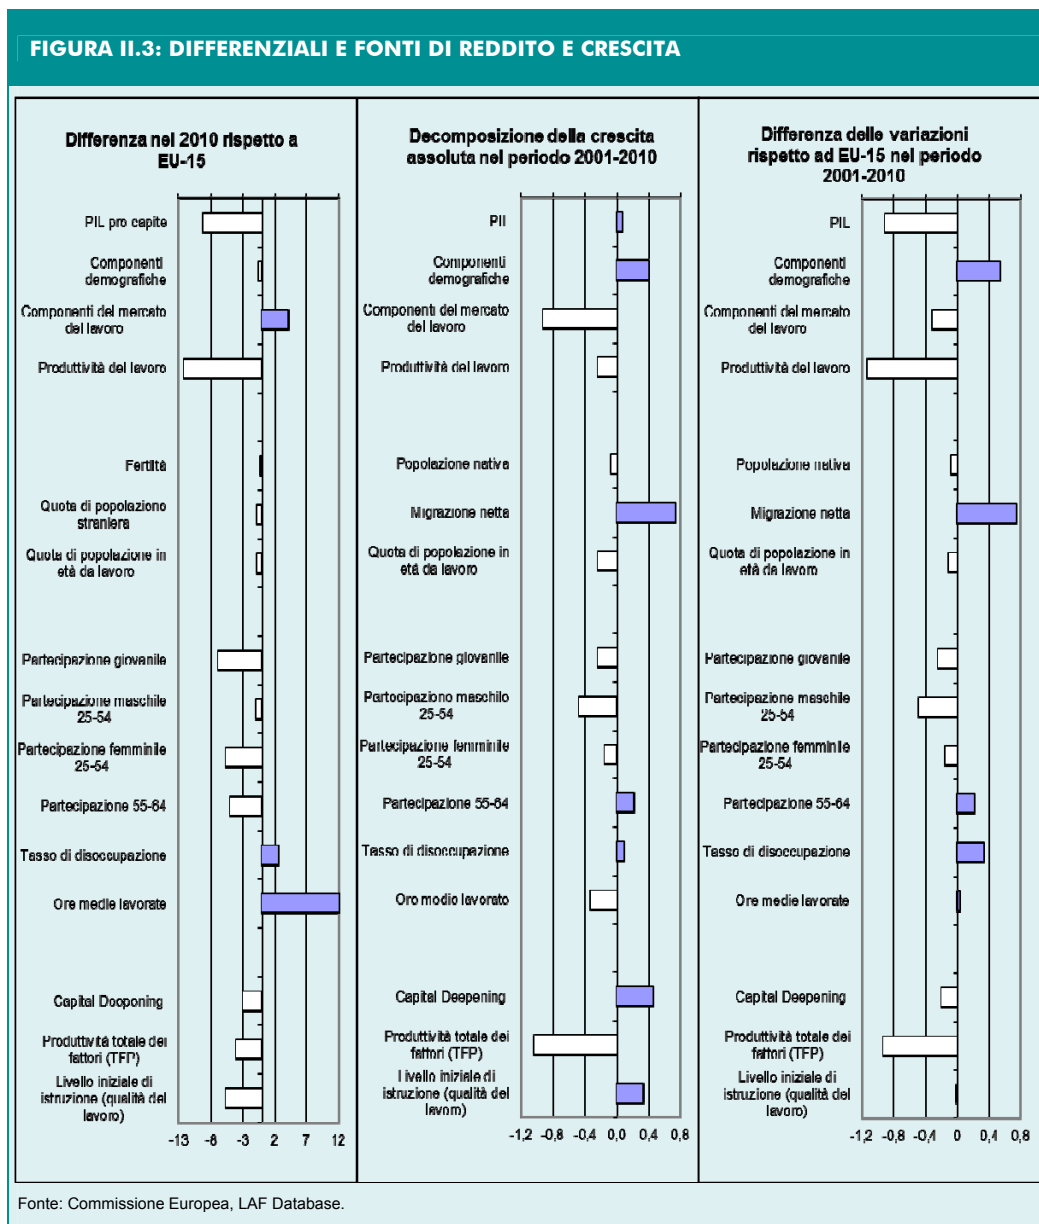 FIGURA II.3: DIFFERENZIALI E FONTI DI REDDITO E CRESCITA
Differenza nel 2010 rispetto a
EU-15
PIL pro capite
Componenti
demografiche
Componenti del mercato
del lavoro
Produttività del lavoro
Fertilità
Quota di popolazione
straniera
Quota di popolazione in
età da lavoro
Partecipazione giovanile
Partecipazione maschile
25-54
Partecipazione femminile
25-54
Partecipazione 55-64
Tasso di disoccupazione
Ore medie lavorate
Capital Deepening
Produttività totale dei
fattori (TFP)
Livello iniziale di
istruzione (qualità del
lavoro)
-13 -8 -3 2 7 12
Decomposizione della crescita
assoluta nel periodo 2001-2010
PIL
Componenti
demografiche
Componenti del mercato
del lavoro
Produttività del lavoro
Popolazione nativa
Migrazione netta
Quota di popolazione in
età da lavoro
Partecipazione giovanile
Partecipazione maschile
25-54
Partecipazione femminile
25-54
Partecipazione 55-64
Tasso di disoccupazione
Ore medie lavorate
Capital Deepening
Produttività totale dei
fattori (TFP)
Livello iniziale di
istruzione (qualità del
lavoro)
-1,2 -0,8 -0,4 0,0 0,4 0,8
Differenza delle variazioni
rispetto ad EU-15 nel periodo
2001-2010
PIL
Componenti
demografiche
Componenti del mercato
del lavoro
Produttività del lavoro
Popolazione nativa
Migrazione netta
Quota di popolazione in
età da lavoro
Partecipazione giovanile
Partecipazione maschile
25-54
Partecipazione femminile
25-54
Partecipazione 55-64
Tasso di disoccupazione
Ore medie lavorate
Capital Deepening
Produttività totale dei
fattori (TFP)
Livello iniziale di
istruzione (qualità del
lavoro)
-1,2 -0,8 -0,4 0 0,4 0,8
Fonte: Commissione Europea, LAF Database.